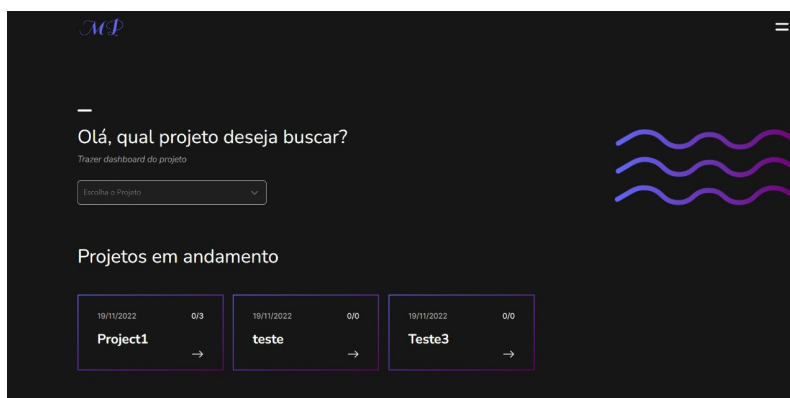 MP
Olá, qual projeto deseja buscar?
Trazer dashboard do projeto
Escolha o Projeto
Projetos em andamento
19/11/2022 0/3
Project1
19/11/2022 0/0
teste
19/11/2022 0/0
Teste3